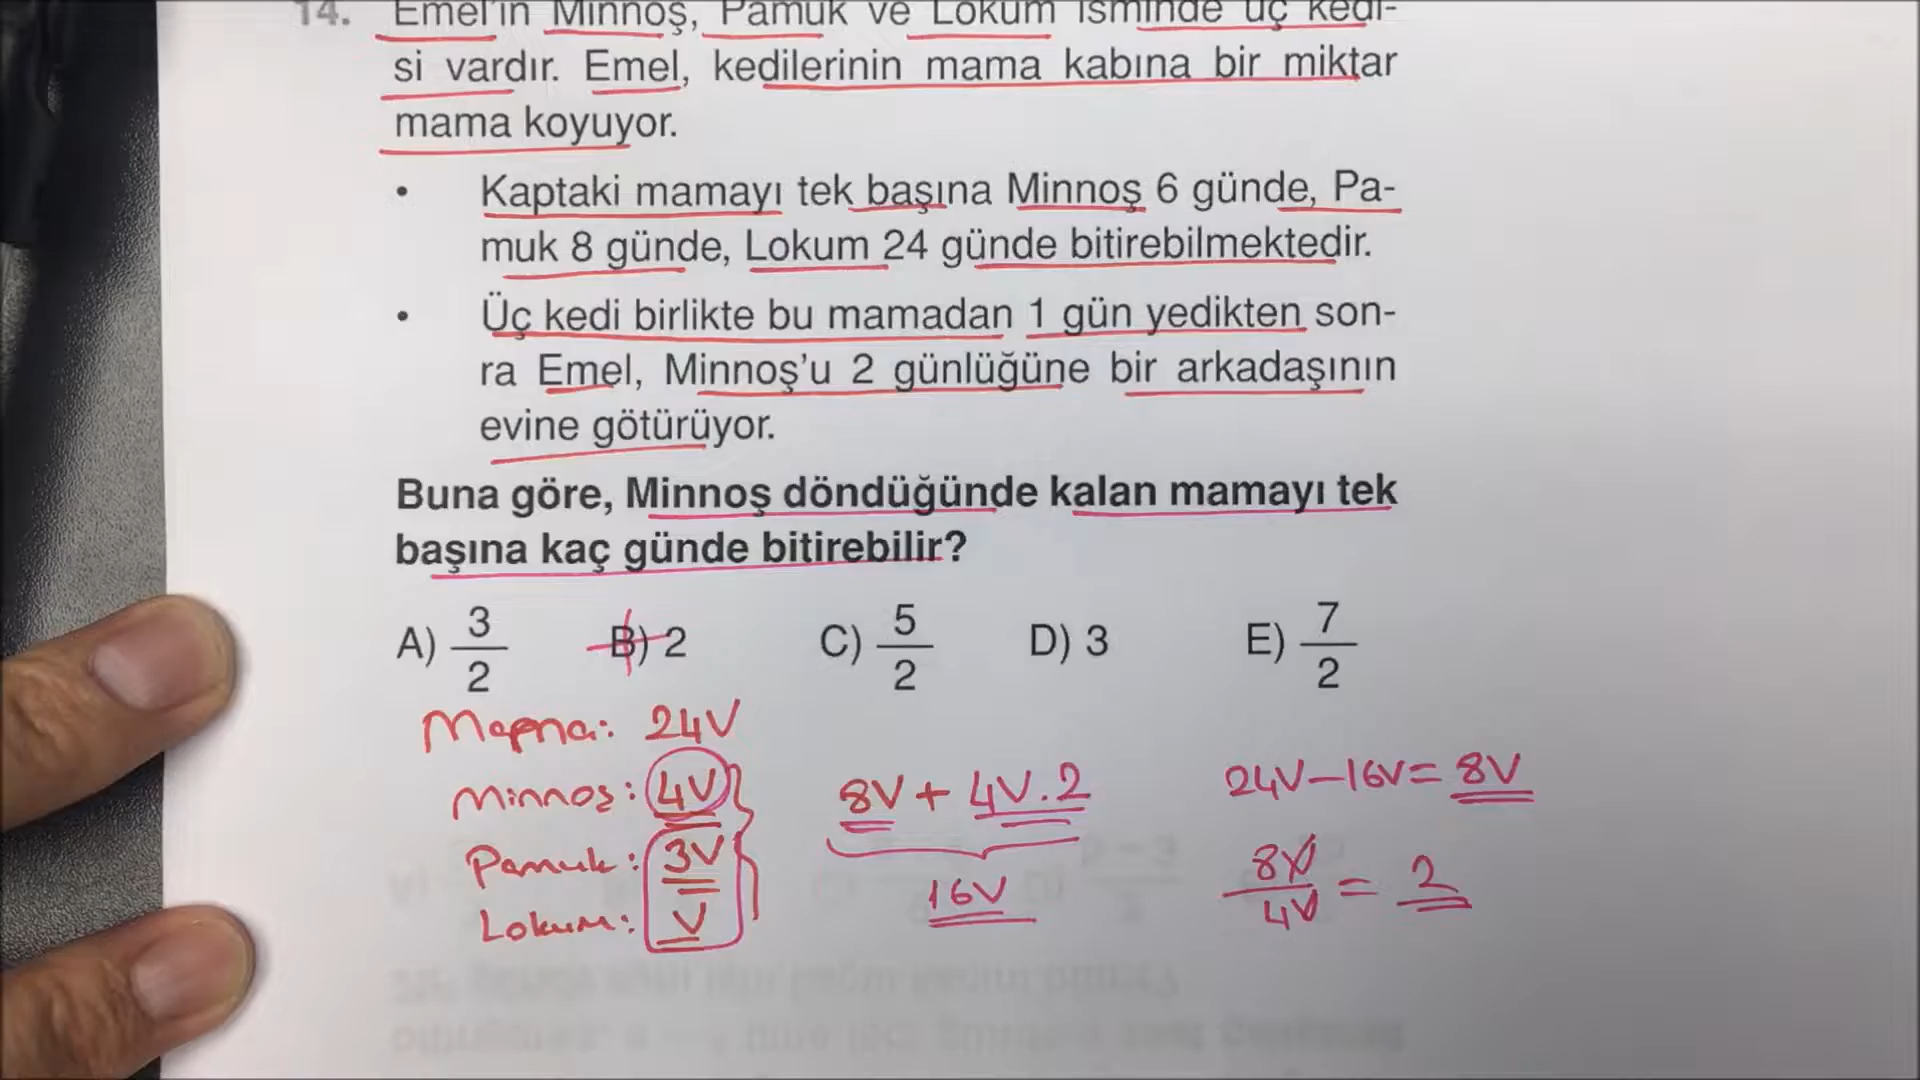 14. Emel'in Minnoş, Pamuk ve Lokum isminde üç kedi-
si vardır. Emel, kedilerinin mama kabına bir miktar
mama koyuyor.
• Kaptaki mamayı tek başına Minnoş 6 günde, Pa-
muk 8 günde, Lokum 24 günde bitirebilmektedir.
• Üç kedi birlikte bu mamadan 1 gün yedikten son-
ra Emel, Minnoş'u 2 günlüğüne bir arkadaşının
evine götürüyor.
Buna göre, Minnoş döndüğünde kalan mamayı tek
başına kaç günde bitirebilir?
A) 3/2 B) 2 C) 5/2 D) 3 E) 7/2
Mama: 24V
Minnoş: 4V
Pamuk: 3V
Lokum: V
8V + 4V.2
16V
24V-16V= 8V
8V/4V = 2